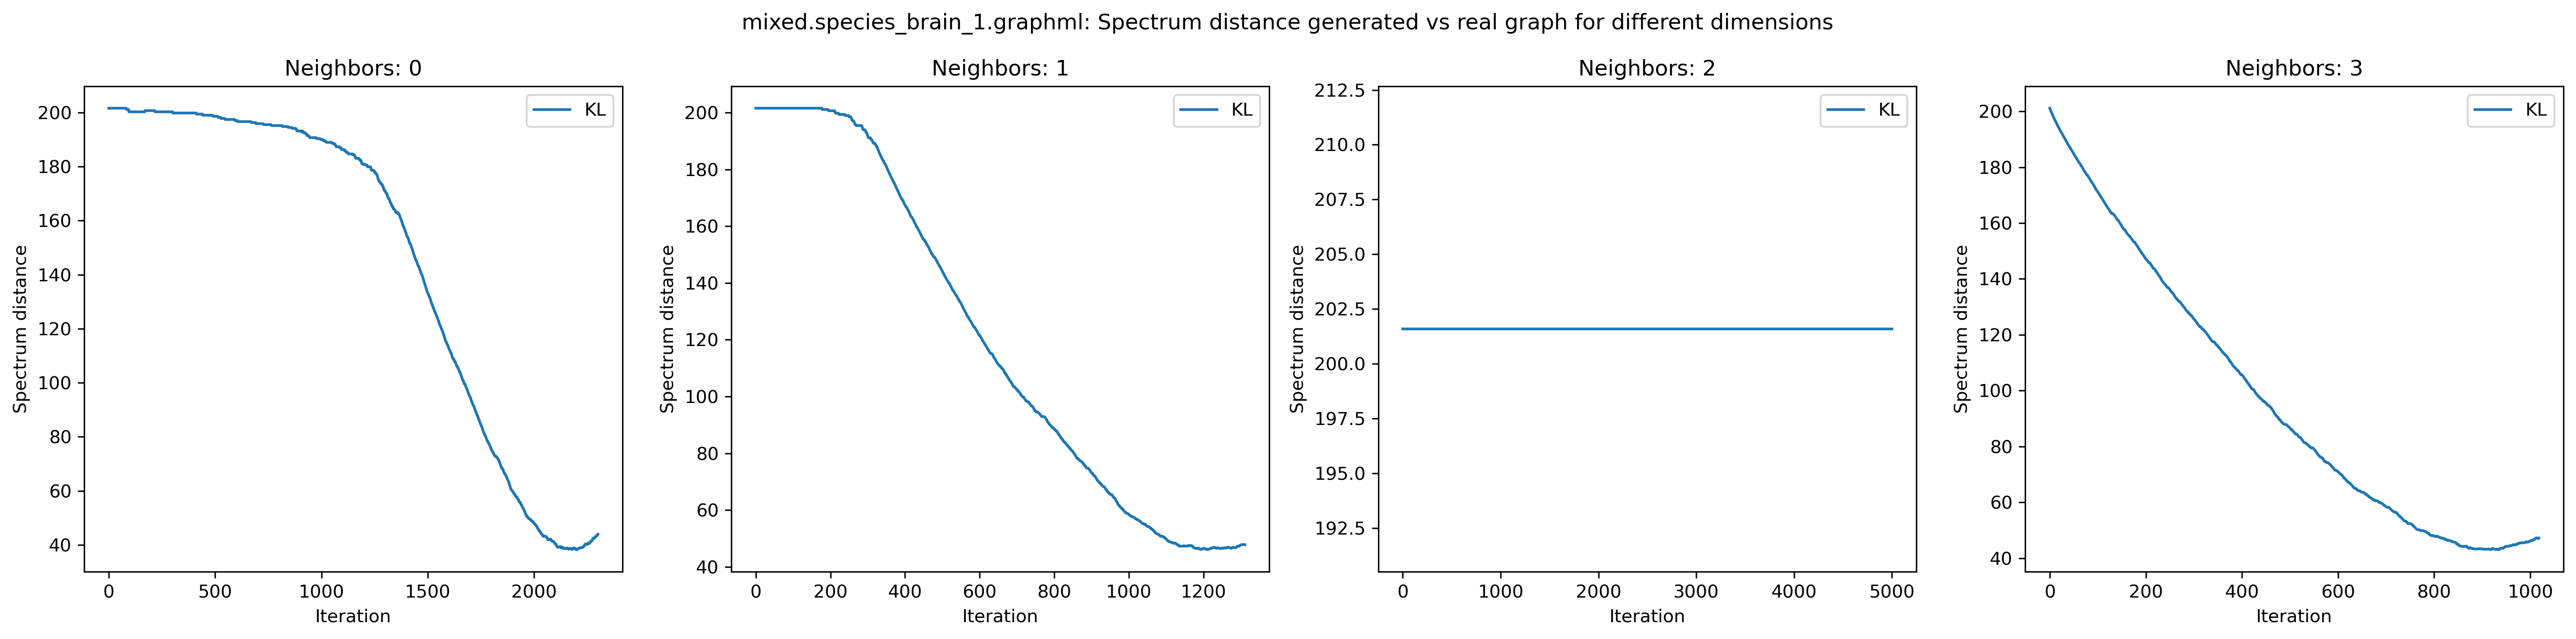 mixed.species_brain_1.graphml: Spectrum distance generated vs real graph for different dimensions
Neighbors: 0
KL
200
180
160
140
120
100
80
60
40
Spectrum distance
0 500 1000 1500 2000
Iteration
Neighbors: 1
KL
200
180
160
140
120
100
80
60
40
Spectrum distance
0 200 400 600 800 1000 1200
Iteration
Neighbors: 2
KL
212.5
210.0
207.5
205.0
202.5
200.0
197.5
195.0
192.5
Spectrum distance
0 1000 2000 3000 4000 5000
Iteration
Neighbors: 3
KL
200
180
160
140
120
100
80
60
40
Spectrum distance
0 200 400 600 800 1000
Iteration